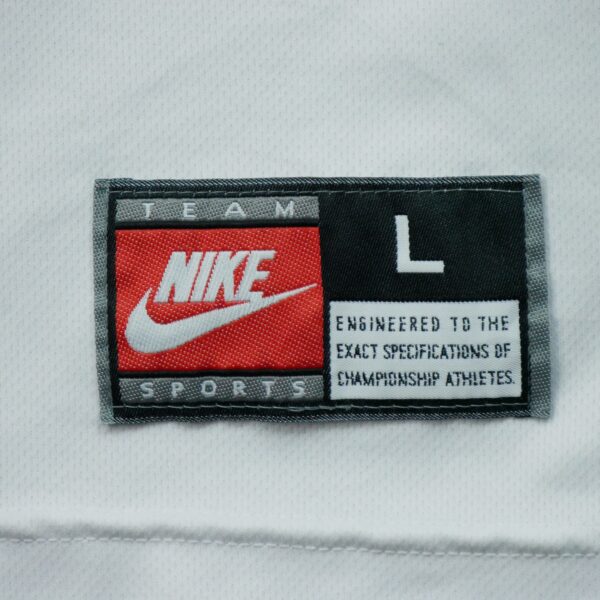 TEAM
NIKE
SPORTS
L
ENGINEERED TO THE
EXACT SPECIFICATIONS OF
CHAMPIONSHIP ATHLETES.